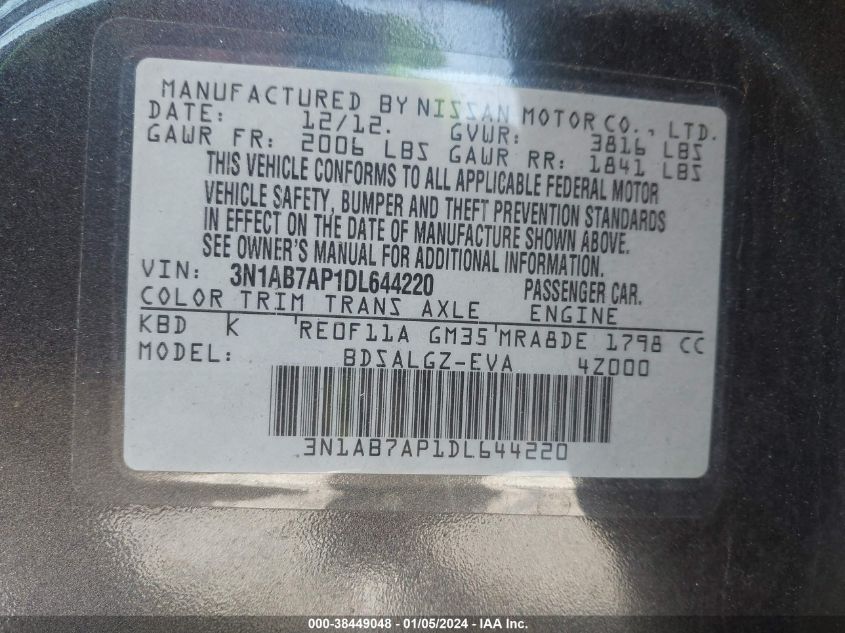 MANUFACTURED BY NISSAN MOTOR CO., LTD.
DATE: 12/12. GVWR: 3816 LBS
GAWR FR: 2006 LBS GAWR RR: 1841 LBS
THIS VEHICLE CONFORMS TO ALL APPLICABLE FEDERAL MOTOR
VEHICLE SAFETY, BUMPER AND THEFT PREVENTION STANDARDS
IN EFFECT ON THE DATE OF MANUFACTURE SHOWN ABOVE.
SEE OWNER'S MANUAL FOR ADDITIONAL INFORMATION.
VIN: 3N1AB7AP1DL644220 PASSENGER CAR.
COLOR TRIM TRANS AXLE ENGINE
KBD K RE0F11A GM35 MRA8DE 1798 CC
MODEL: BDSALGZ-EVA 4Z000
3N1AB7AP1DL644220
000-38449048 - 01/05/2024 - IAA Inc.